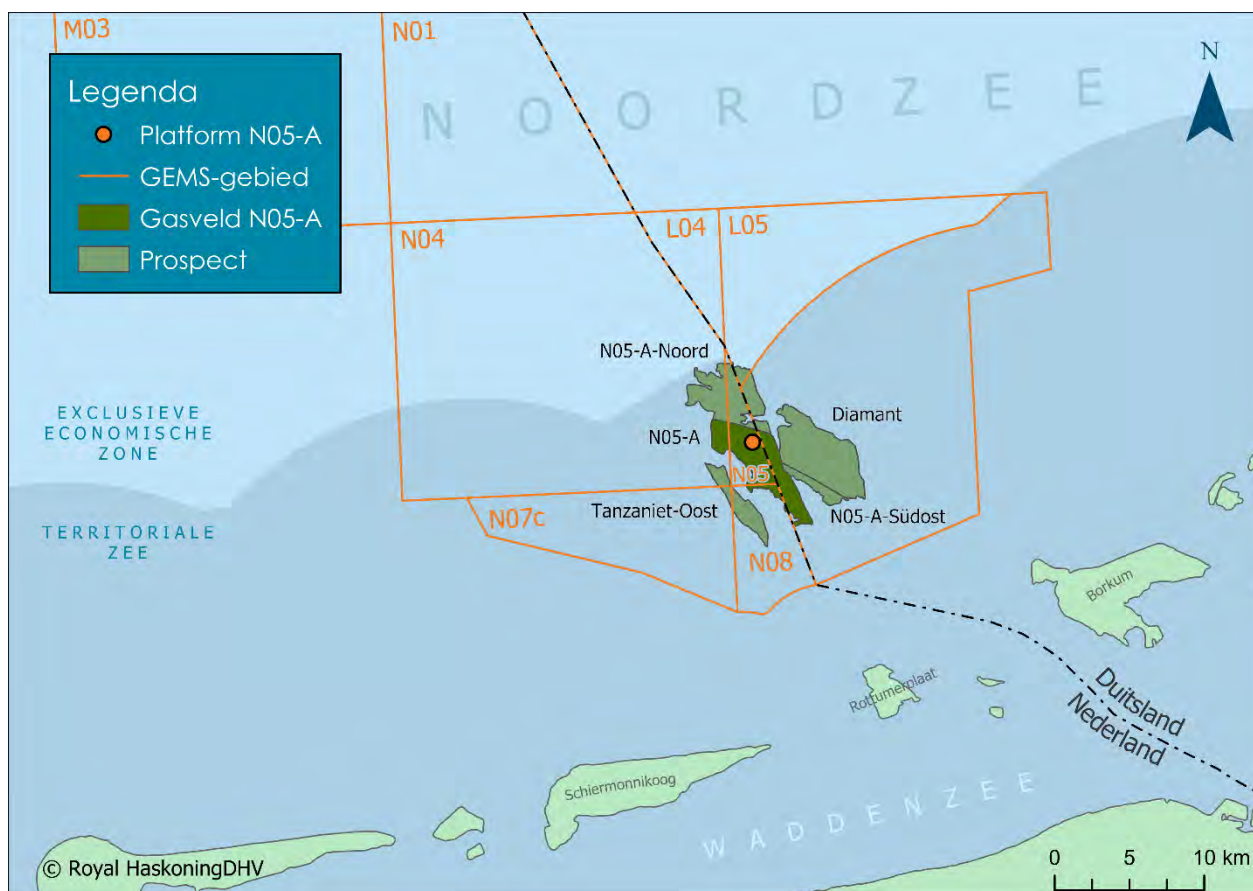 M03
N01
N
Legenda
Platform N05-A
GEMS-gebied
Gasveld N05-A
Prospect
NOORDZEE
N04
L04
L05
N05-A-Noord
Diamant
EXCLUSIEVE
ECONOMISCHE
ZONE
N05-A
N05
Tanzaniet-Oost
N05-A-Südost
N07c
TERRITORIALE
ZEE
N08
Borkum
Rottumerplaat
Duitsland
Nederland
Schiermonnikoog
WADDENZEE
© Royal HaskoningDHV
0 5 10 km